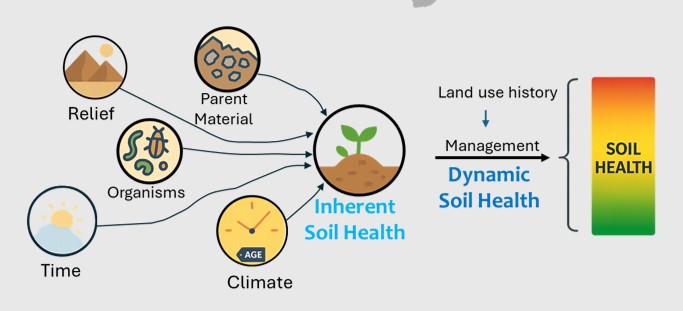 Relief
Parent
Material
Organisms
Time
AGE
Climate
Inherent
Soil Health
Land use history
Management
Dynamic
Soil Health
SOIL
HEALTH